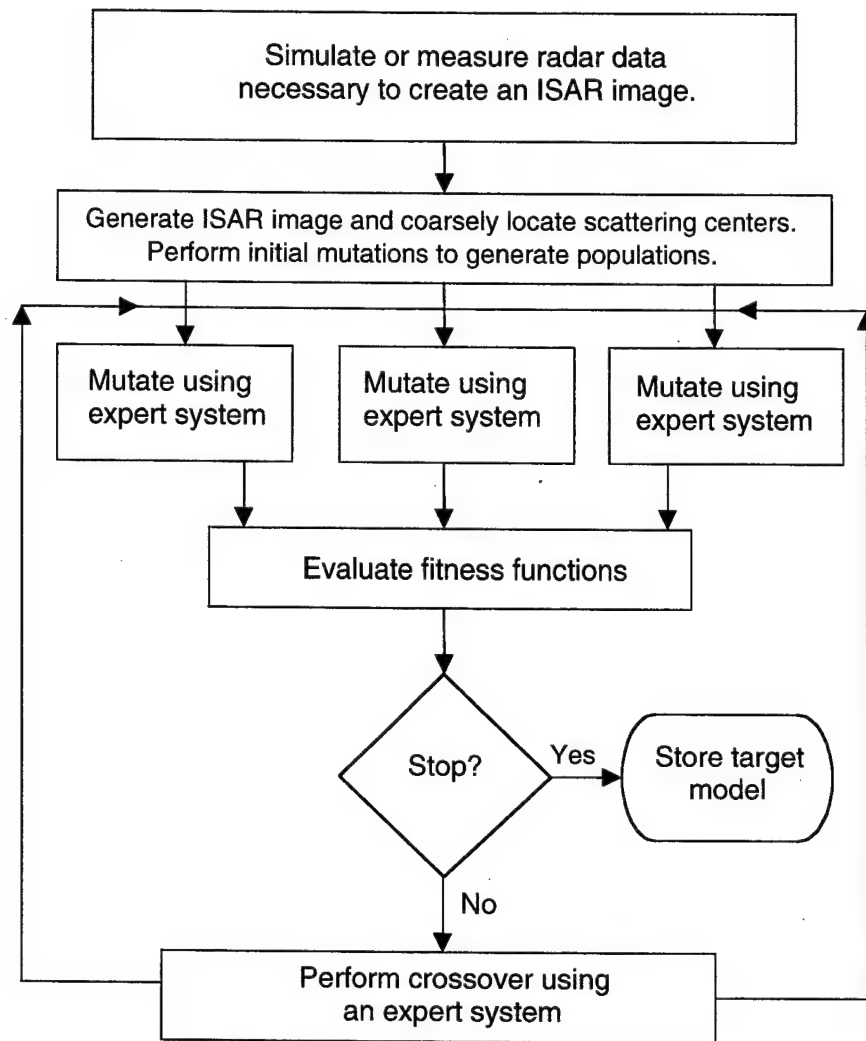 Simulate or measure radar data
necessary to create an ISAR image.
Generate ISAR image and coarsely locate scattering centers.
Perform initial mutations to generate populations.
Mutate using
expert system
Mutate using
expert system
Mutate using
expert system
Evaluate fitness functions
Stop?
Yes
Store target
model
No
Perform crossover using
an expert system